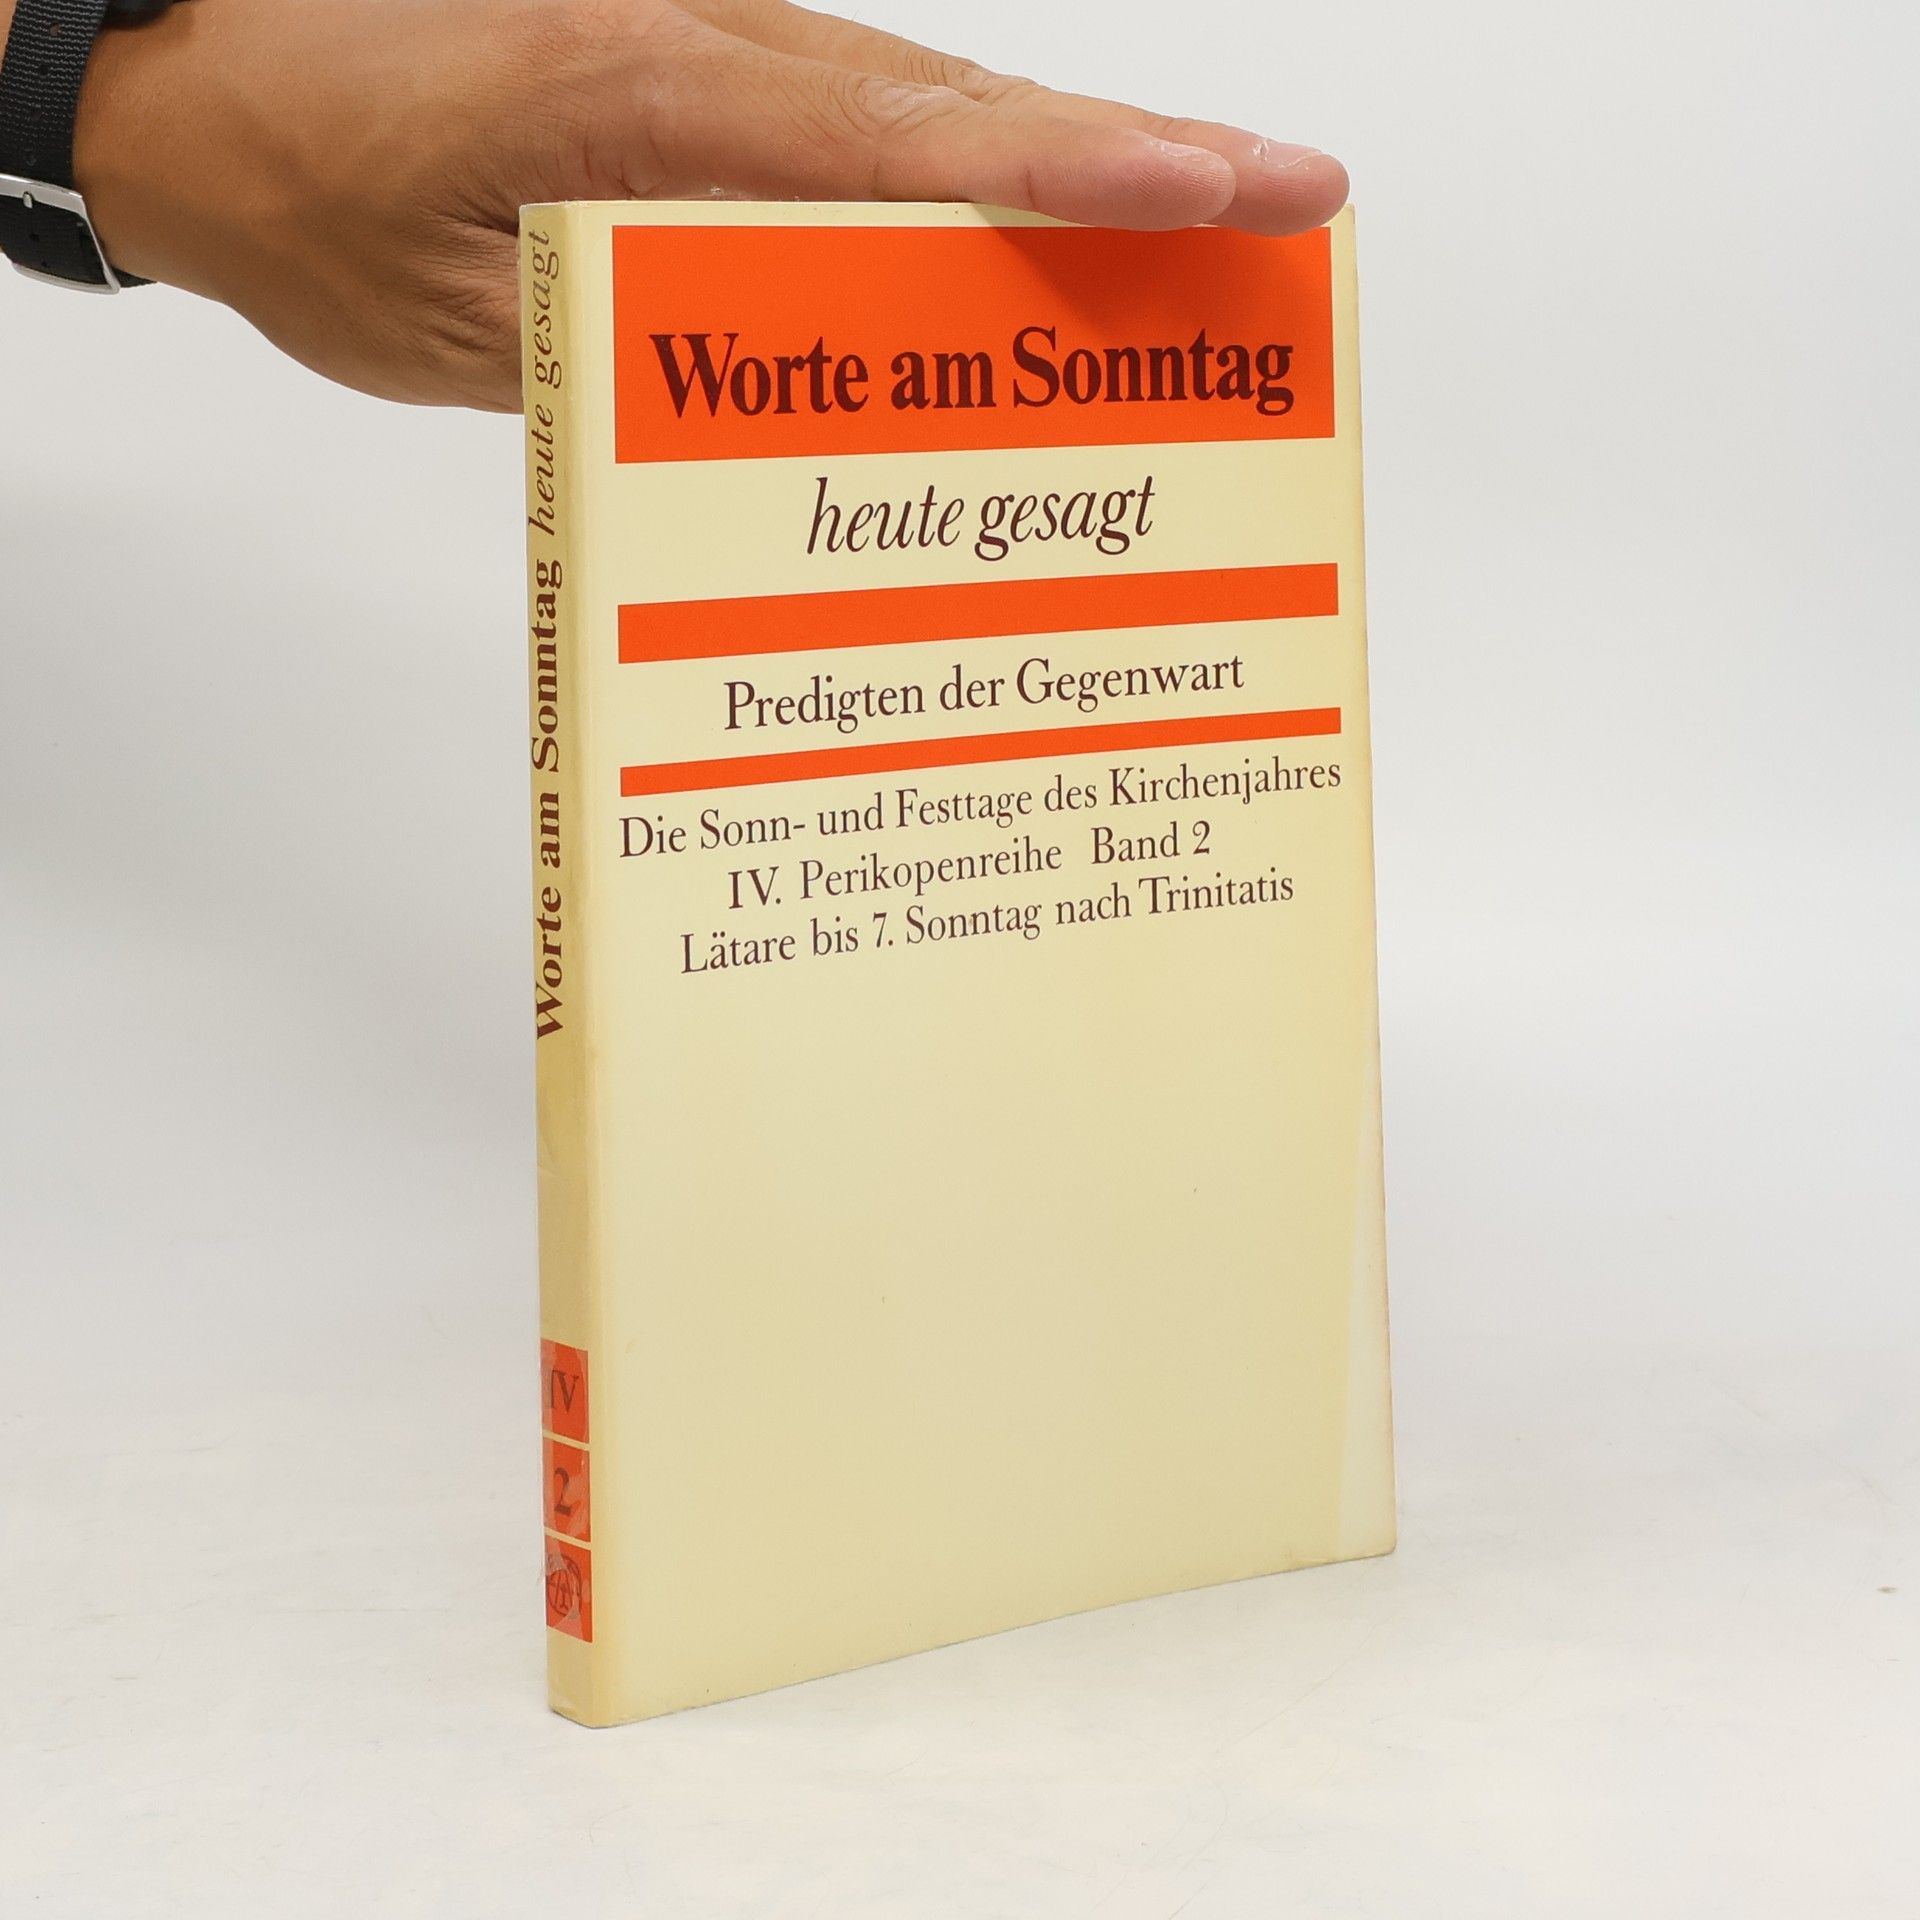 Worte am Sonntag
heute gesagt
Predigten der Gegenwart
Die Sonn- und Festtage des Kirchenjahres
IV. Perikopenreihe Band 2
Lätare bis 7. Sonntag nach Trinitatis
Worte am Sonntag heute gesagt
IV
2